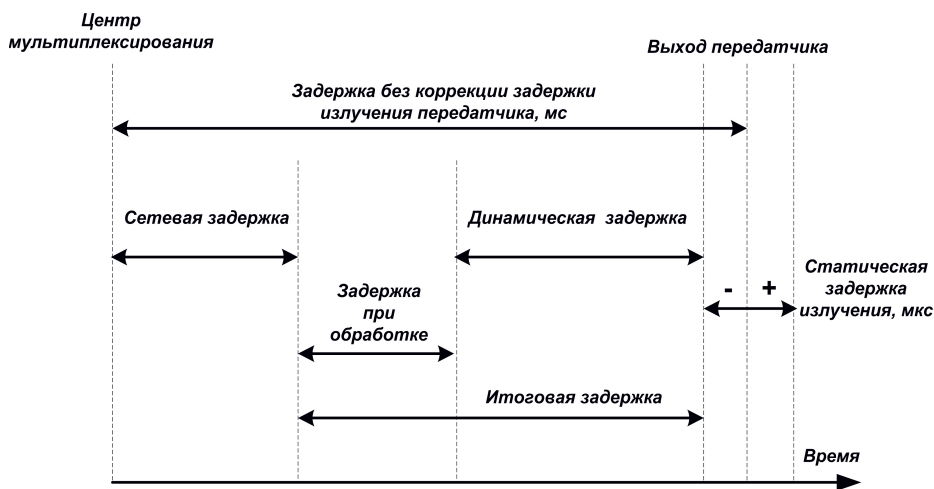 Центр
мультиплексирования
Выход передатчика
Задержка без коррекции задержки
излучения передатчика, мс
Сетевая задержка
Динамическая задержка
Задержка
при
обработке
- +
Статическая
задержка
излучения, мкс
Итоговая задержка
Время